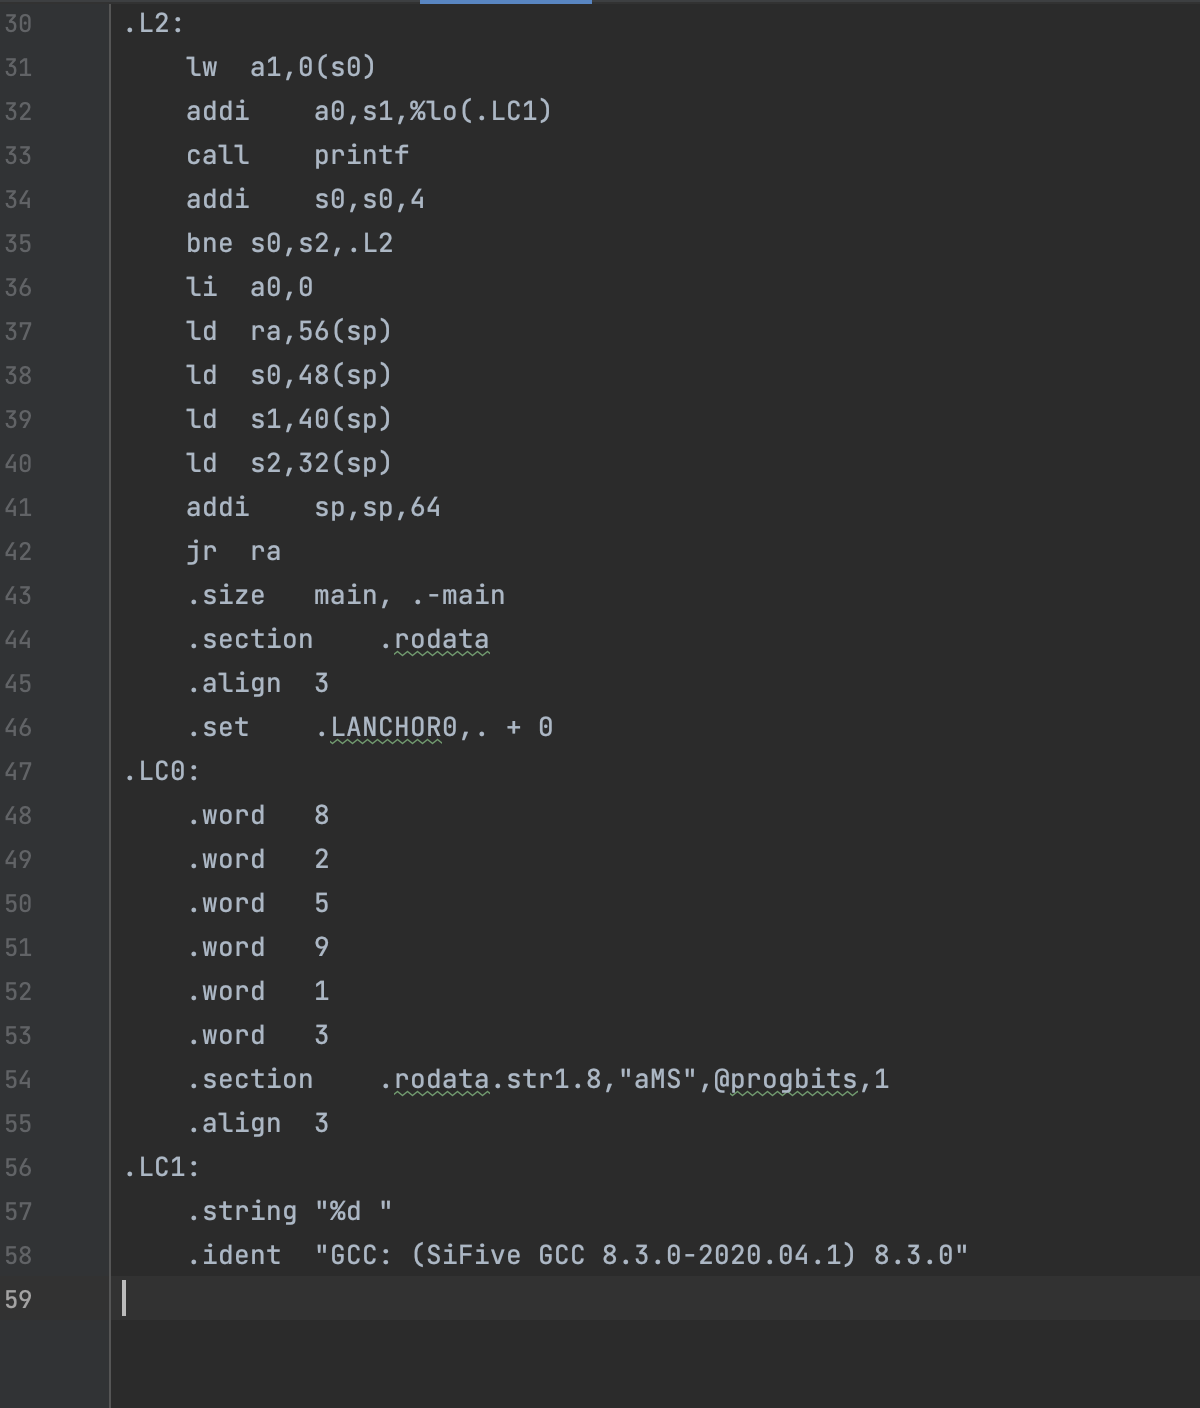 30 .L2:
31     lw  a1,0(s0)
32     addi    a0,s1,%lo(.LC1)
33     call    printf
34     addi    s0,s0,4
35     bne s0,s2,.L2
36     li  a0,0
37     ld  ra,56(sp)
38     ld  s0,48(sp)
39     ld  s1,40(sp)
40     ld  s2,32(sp)
41     addi    sp,sp,64
42     jr  ra
43     .size   main, .-main
44     .section    .rodata
45     .align  3
46     .set    .LANCHOR0,. + 0
47 .LC0:
48     .word   8
49     .word   2
50     .word   5
51     .word   9
52     .word   1
53     .word   3
54     .section    .rodata.str1.8,"aMS",@progbits,1
55     .align  3
56 .LC1:
57     .string "%d "
58     .ident  "GCC: (SiFive GCC 8.3.0-2020.04.1) 8.3.0"
59